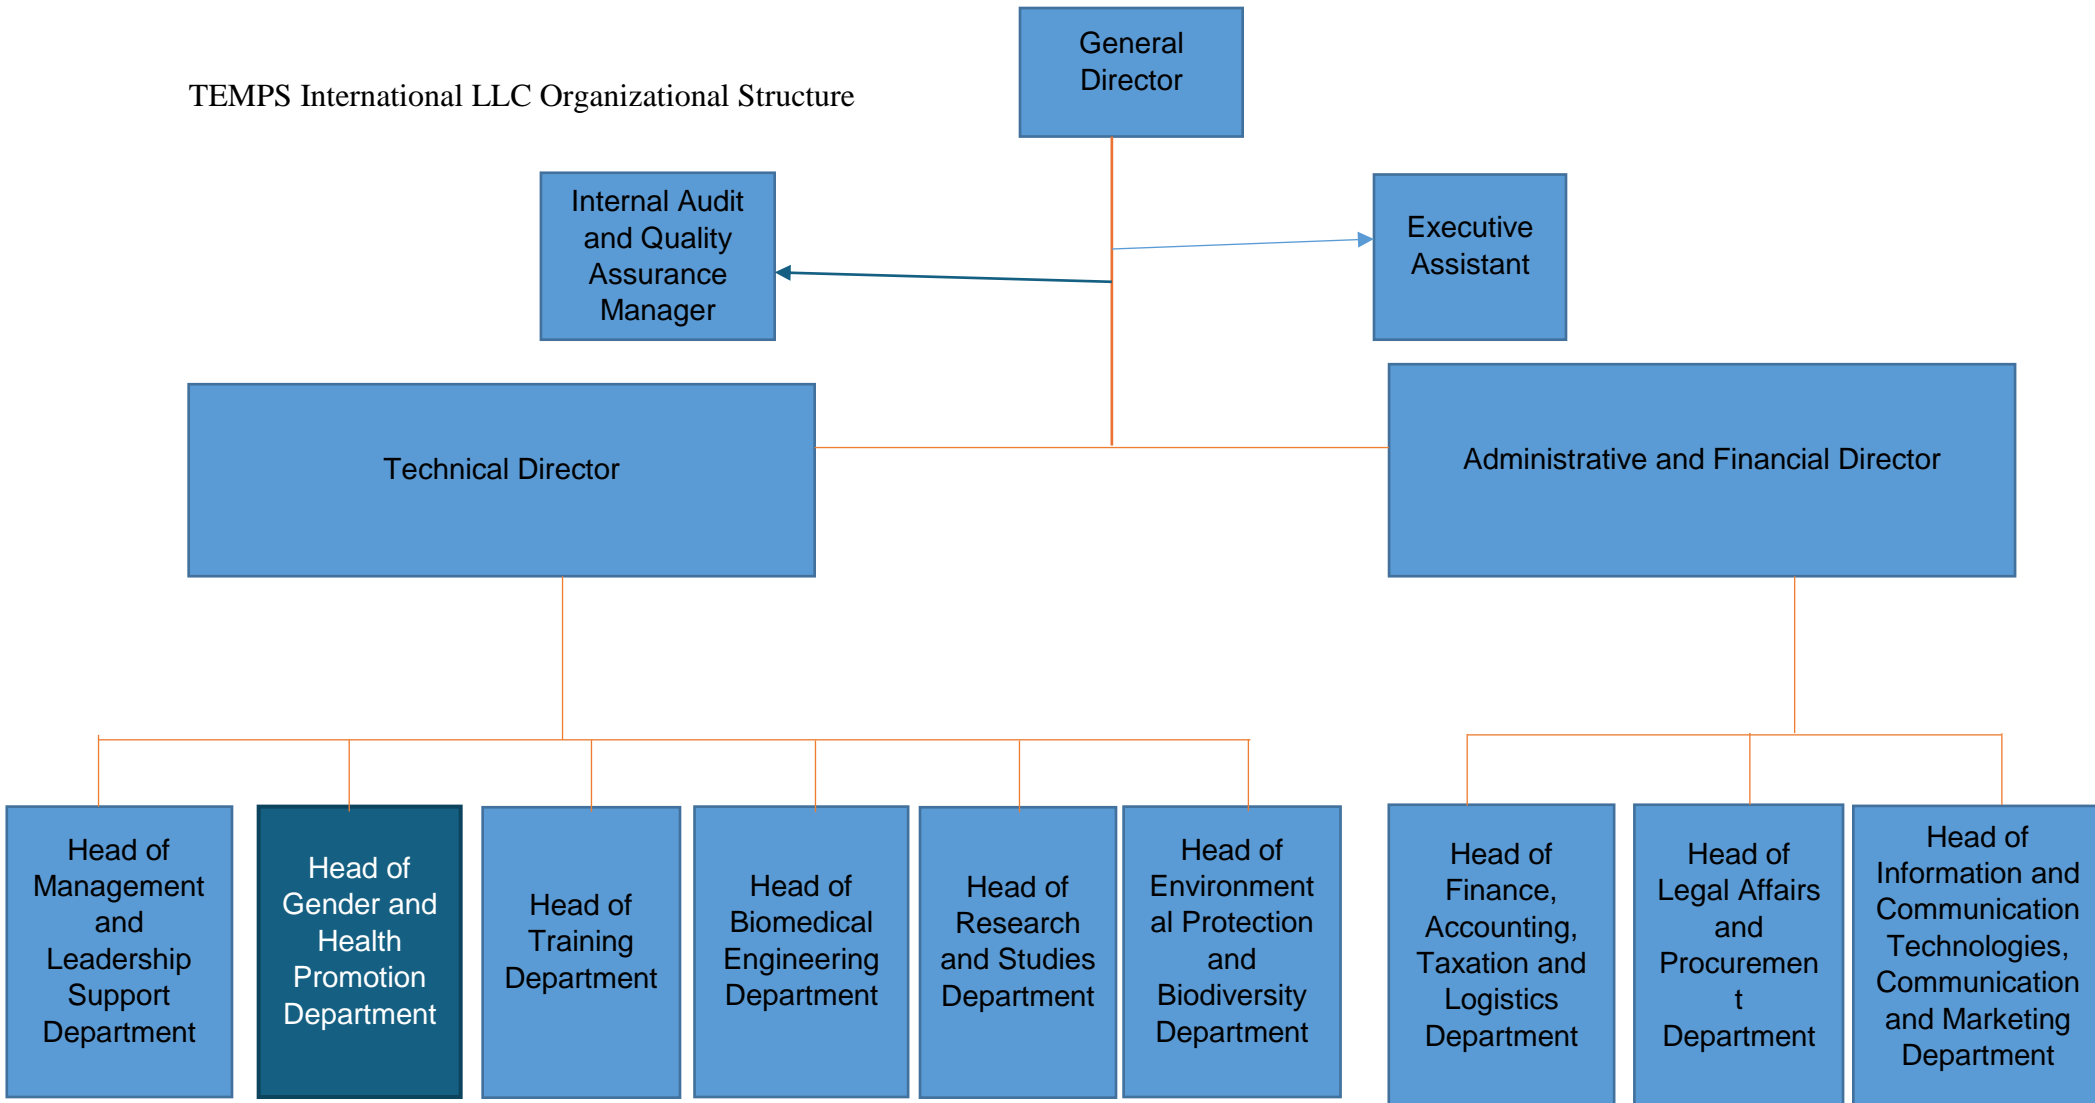 General
Director
TEMPS International LLC Organizational Structure
Internal Audit
and Quality
Assurance
Manager
Executive
Assistant
Technical Director
Administrative and Financial Director
Head of
Management
and
Leadership
Support
Department
Head of
Gender and
Health
Promotion
Department
Head of
Training
Department
Head of
Biomedical
Engineering
Department
Head of
Research
and Studies
Department
Head of
Environment
al Protection
and
Biodiversity
Department
Head of
Finance,
Accounting,
Taxation and
Logistics
Department
Head of
Legal Affairs
and
Procuremen
t
Department
Head of
Information and
Communication
Technologies,
Communication
and Marketing
Department